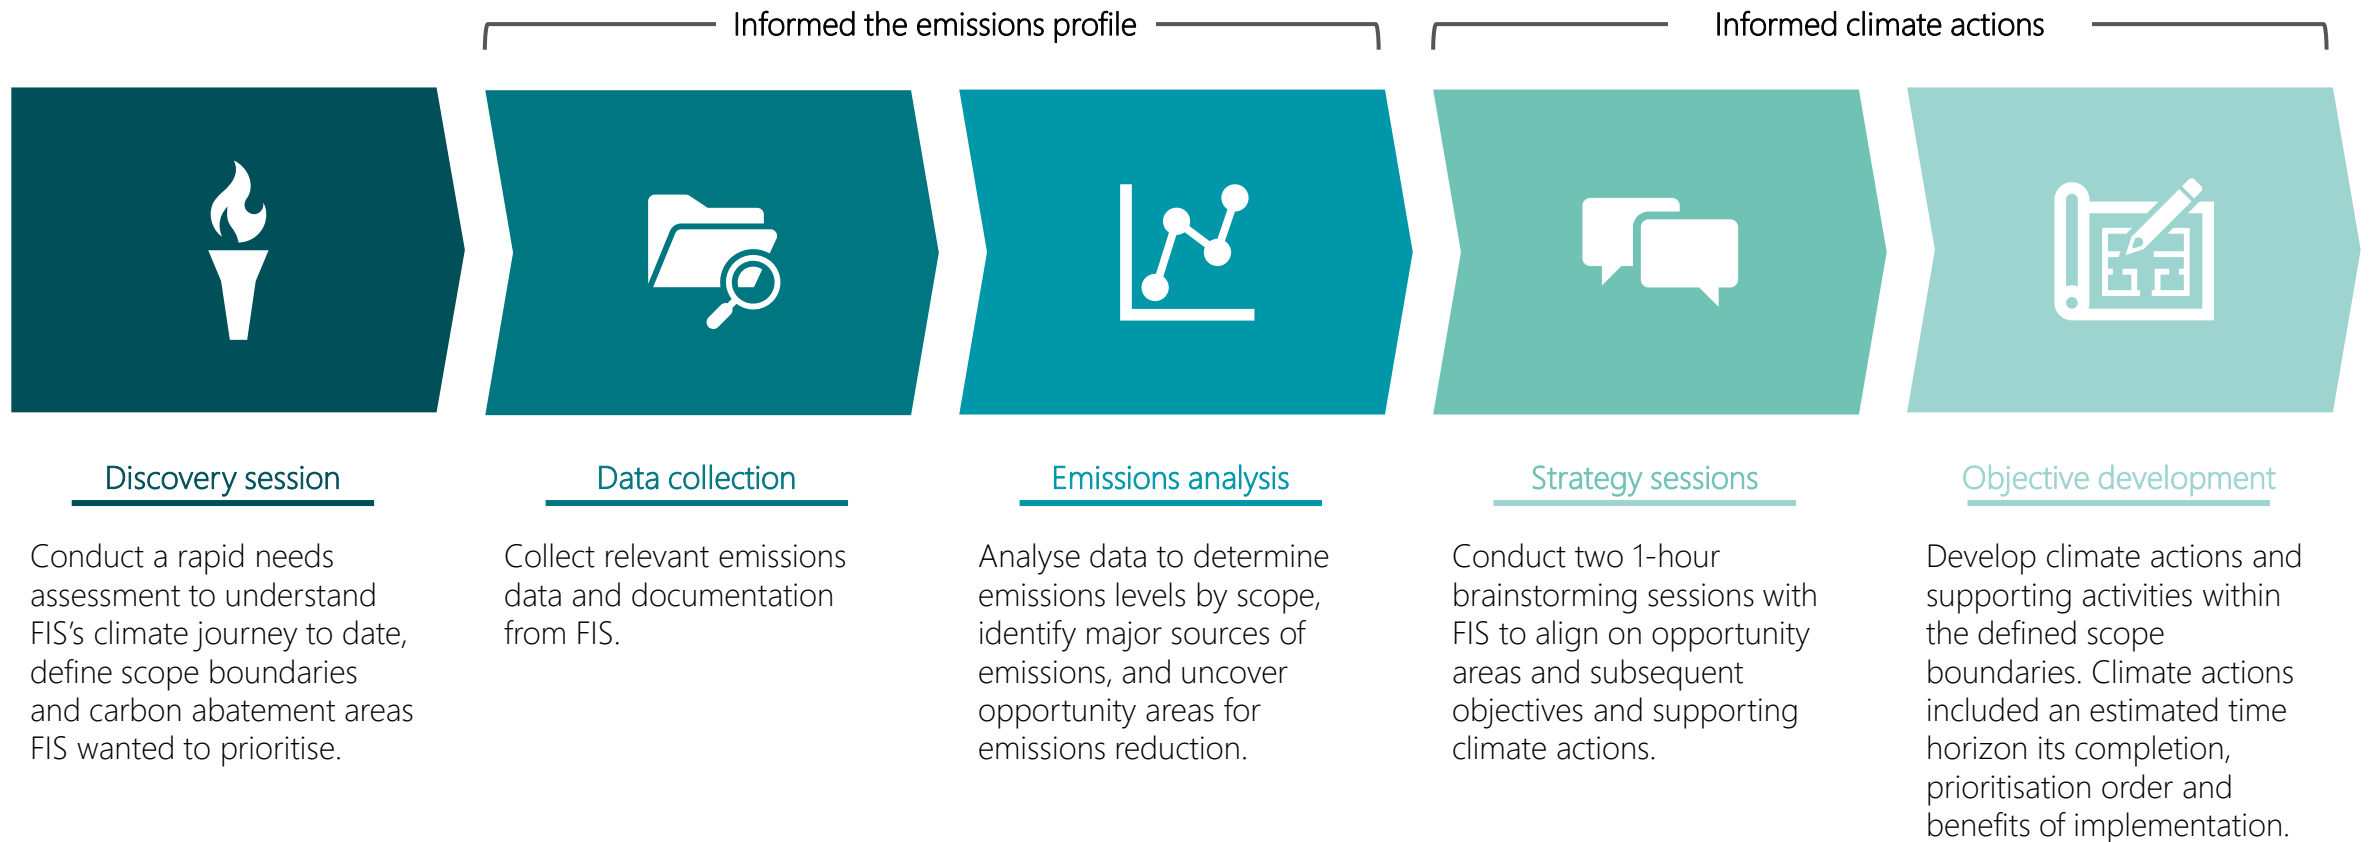 Informed the emissions profile
Informed climate actions
Discovery session
Conduct a rapid needs
assessment to understand
FIS’s climate journey to date,
define scope boundaries
and carbon abatement areas
FIS wanted to prioritise.
Data collection
Collect relevant emissions
data and documentation
from FIS.
Emissions analysis
Analyse data to determine
emissions levels by scope,
identify major sources of
emissions, and uncover
opportunity areas for
emissions reduction.
Strategy sessions
Conduct two 1-hour
brainstorming sessions with
FIS to align on opportunity
areas and subsequent
objectives and supporting
climate actions.
Objective development
Develop climate actions and
supporting activities within
the defined scope
boundaries. Climate actions
included an estimated time
horizon its completion,
prioritisation order and
benefits of implementation.